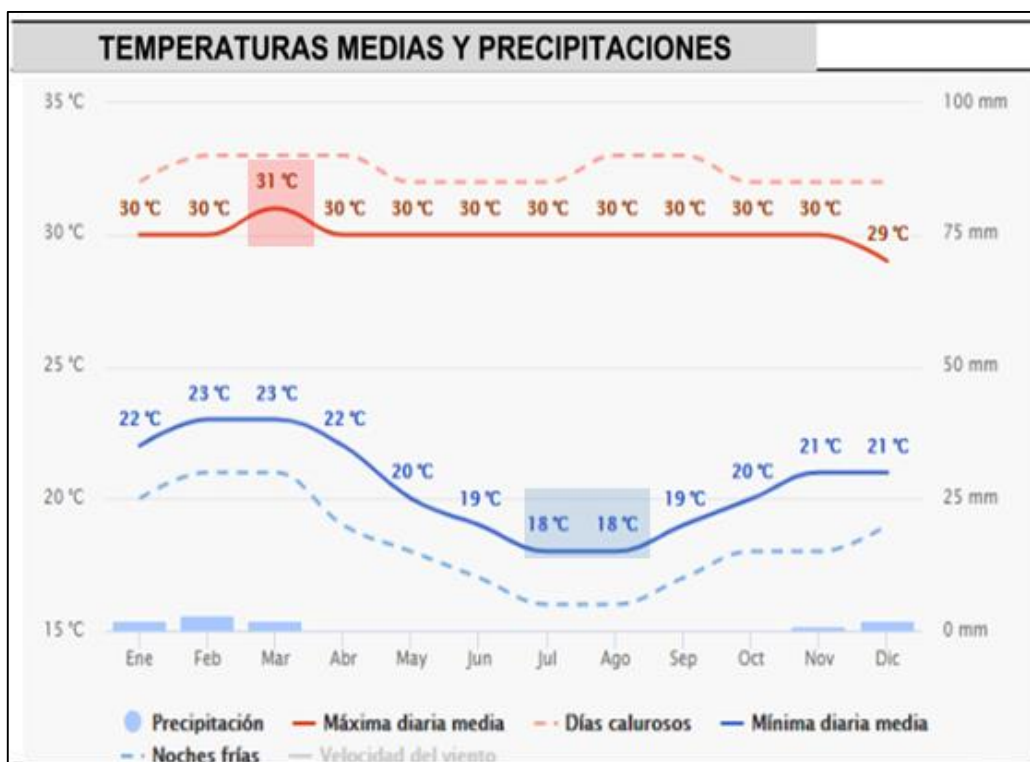 TEMPERATURAS MEDIAS Y PRECIPITACIONES
35 °C 100 mm
31 °C
30 °C 30 °C 30 °C 30 °C 30 °C 30 °C 30 °C 30 °C 30 °C 30 °C
29 °C
30 °C 75 mm
25 °C 50 mm
23 °C 23 °C
22 °C 22 °C
21 °C 21 °C
20 °C 20 °C
20 °C 25 mm
19 °C 19 °C
18 °C 18 °C
15 °C 0 mm
Ene Feb Mar Abr May Jun Jul Ago Sep Oct Nov Dic
Precipitación Máxima diaria media Días calurosos Mínima diaria media
Noches frías Velocidad del viento